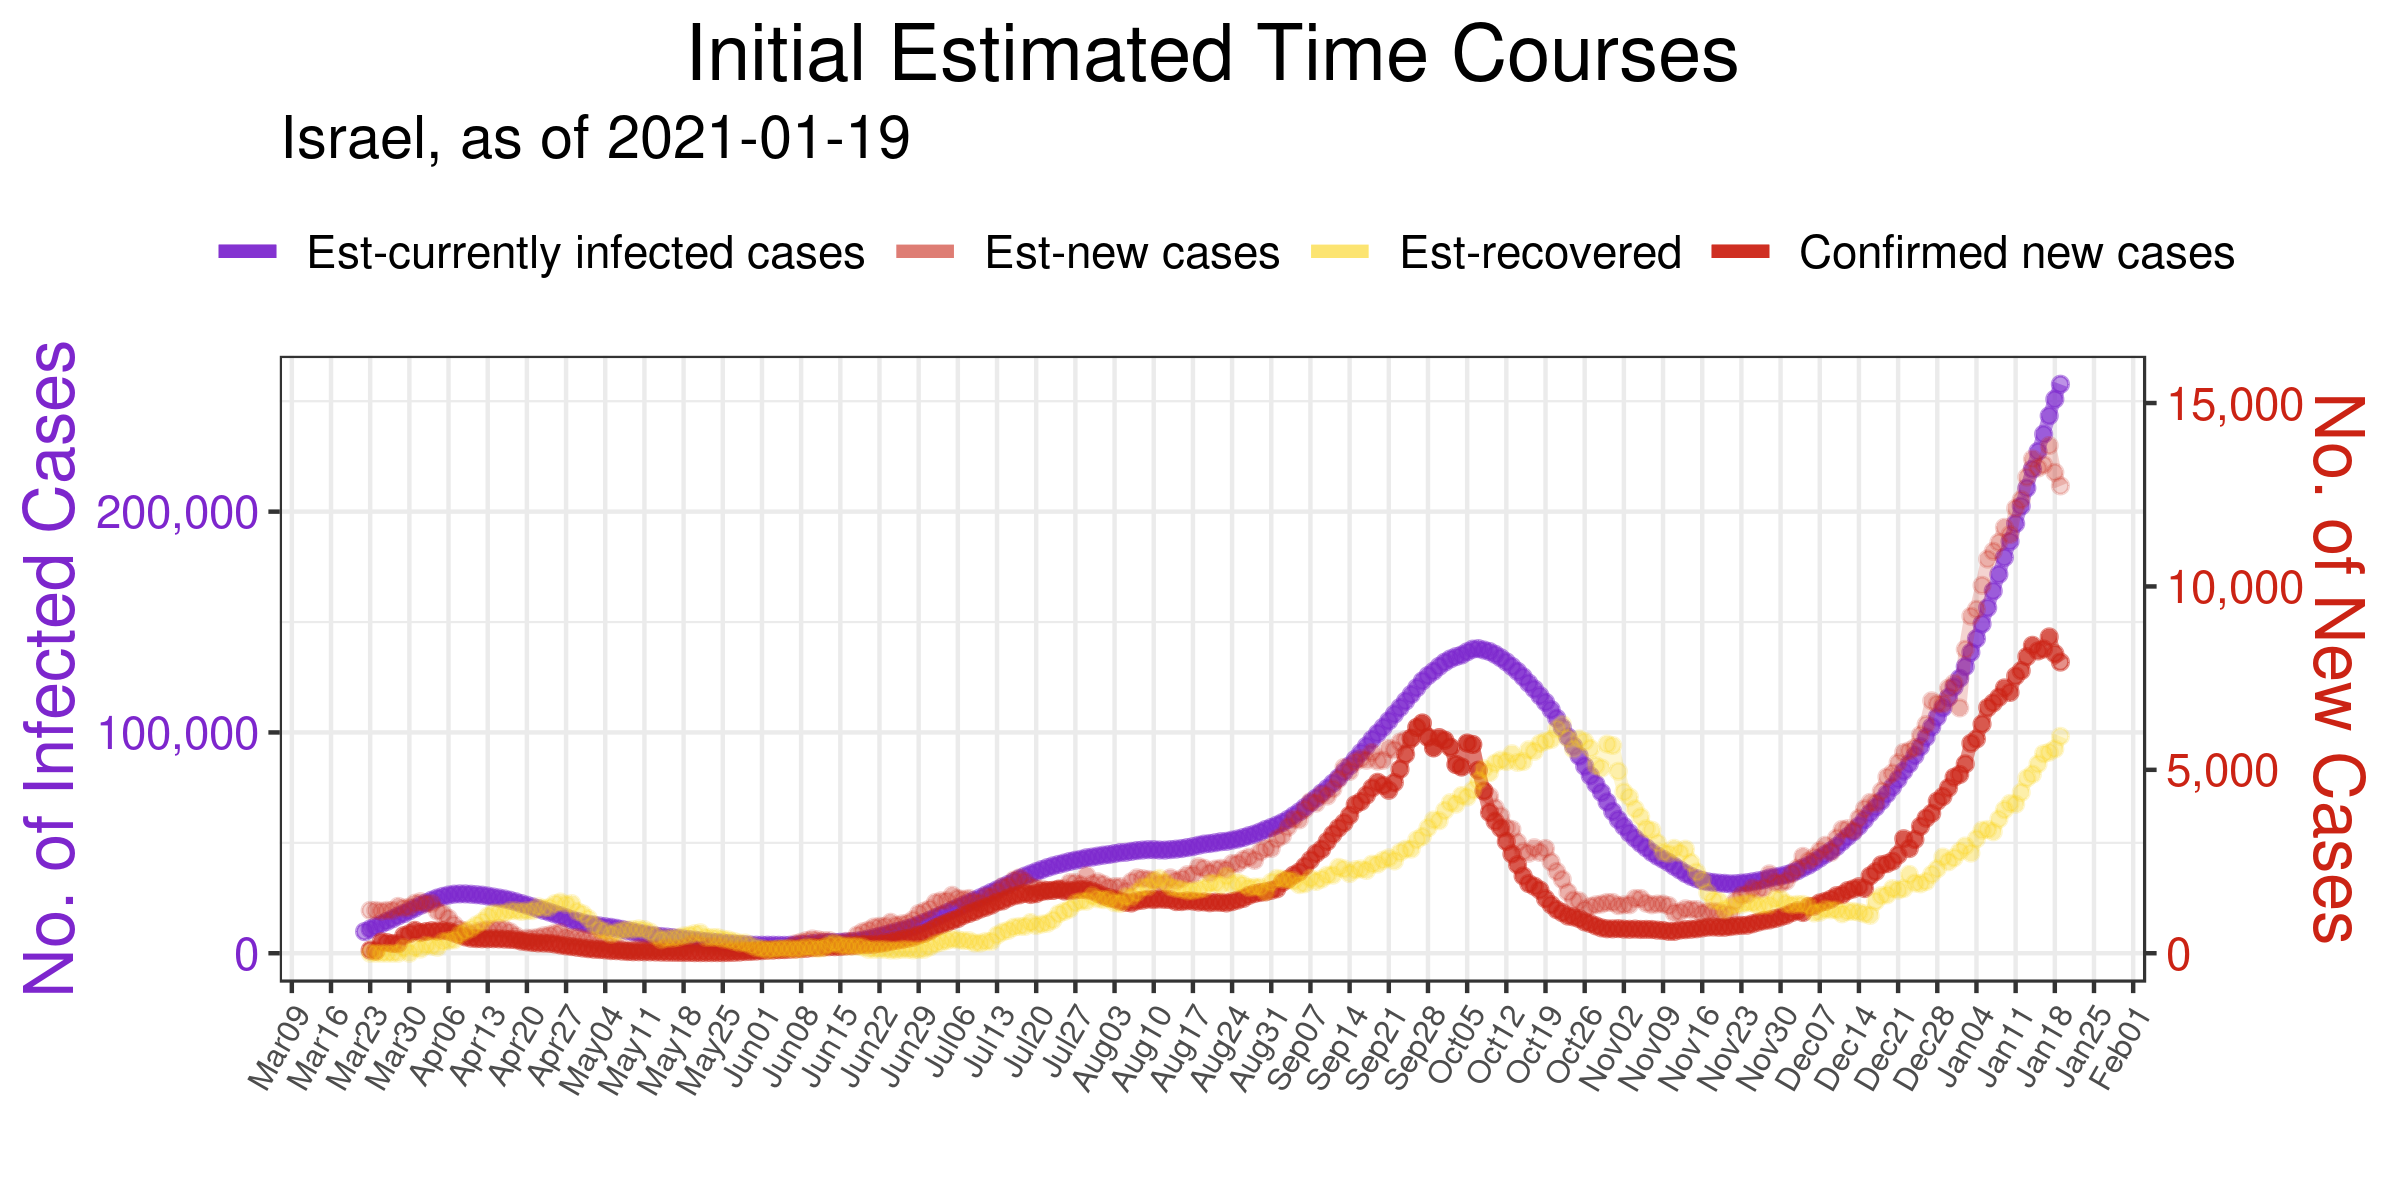 Initial Estimated Time Courses
Israel, as of 2021-01-19
Est-currently infected cases Est-new cases Est-recovered Confirmed new cases
No. of Infected Cases
200,000
100,000
0
15,000
10,000
5,000
0
No. of New Cases
Mar09 Mar16 Mar23 Mar30 Apr06 Apr13 Apr20 Apr27 May04 May11 May18 May25 Jun01 Jun08 Jun15 Jun22 Jun29 Jul06 Jul13 Jul20 Jul27 Aug03 Aug10 Aug17 Aug24 Aug31 Sep07 Sep14 Sep21 Sep28 Oct05 Oct12 Oct19 Oct26 Nov02 Nov09 Nov16 Nov23 Nov30 Dec07 Dec14 Dec21 Dec28 Jan04 Jan11 Jan18 Jan25 Feb01